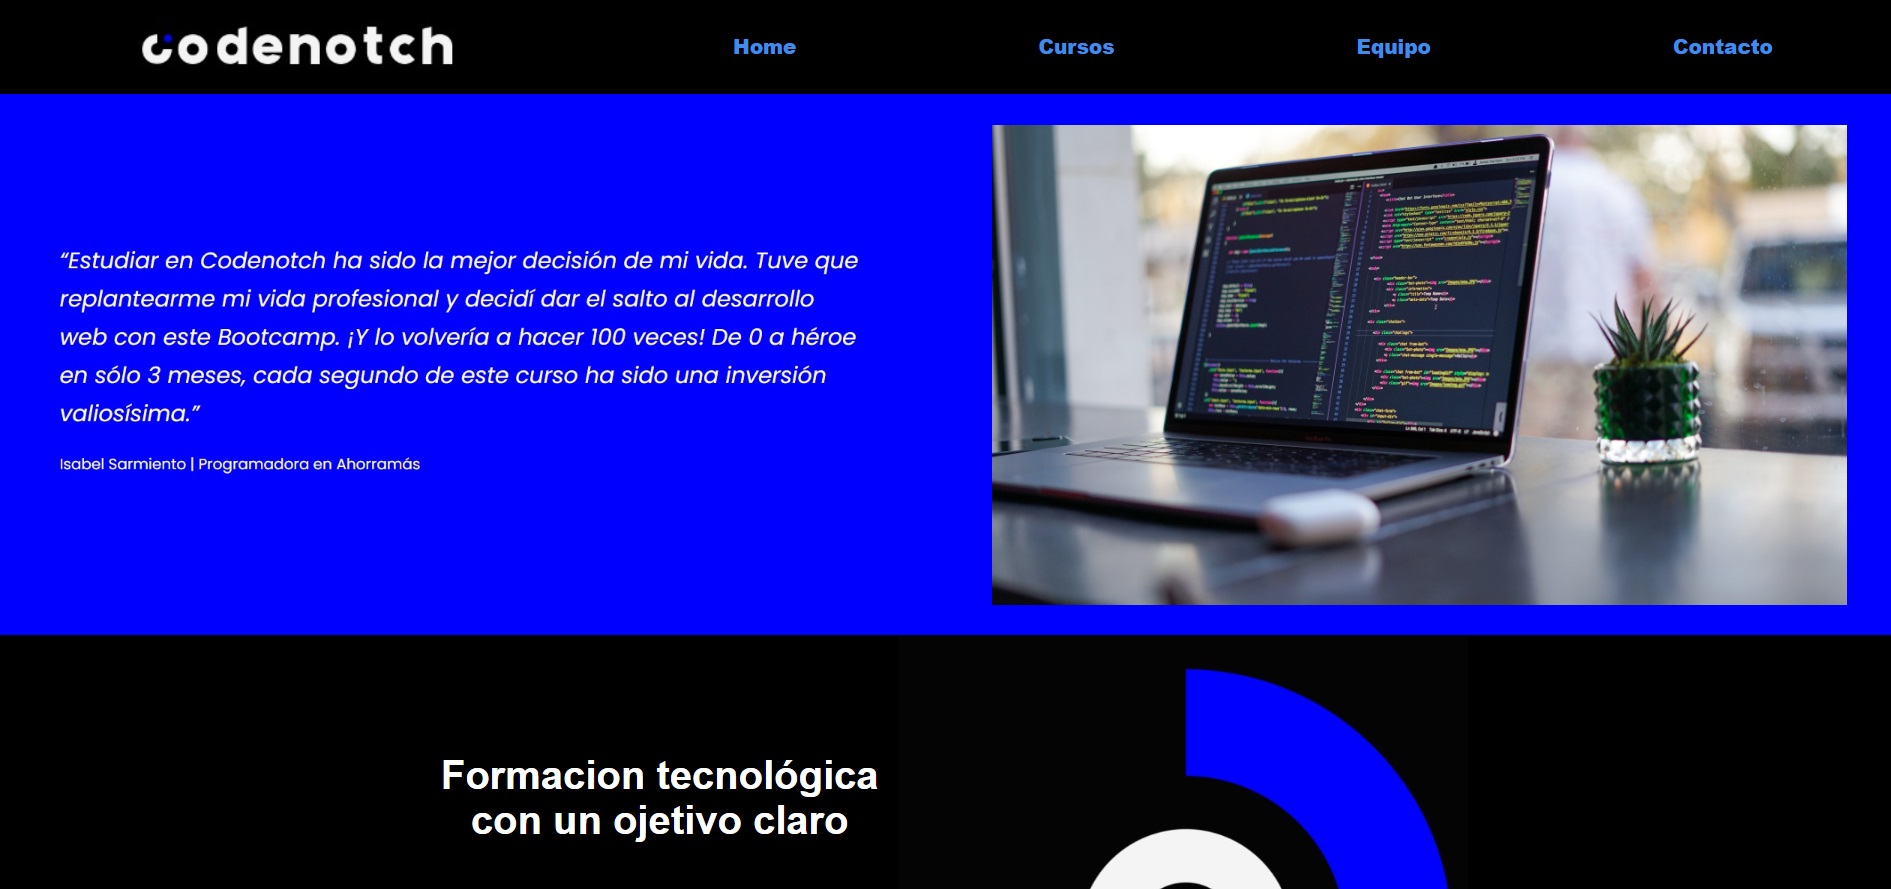 codenotch
Home
Cursos
Equipo
Contacto
“Estudiar en Codenotch ha sido la mejor decisión de mi vida. Tuve que
replantearme mi vida profesional y decidí dar el salto al desarrollo
web con este Bootcamp. ¡Y lo volvería a hacer 100 veces! De 0 a héroe
en sólo 3 meses, cada segundo de este curso ha sido una inversión
valiosísima.”
Isabel Sarmiento | Programadora en Ahorramás
Formacion tecnológica
con un ojetivo claro